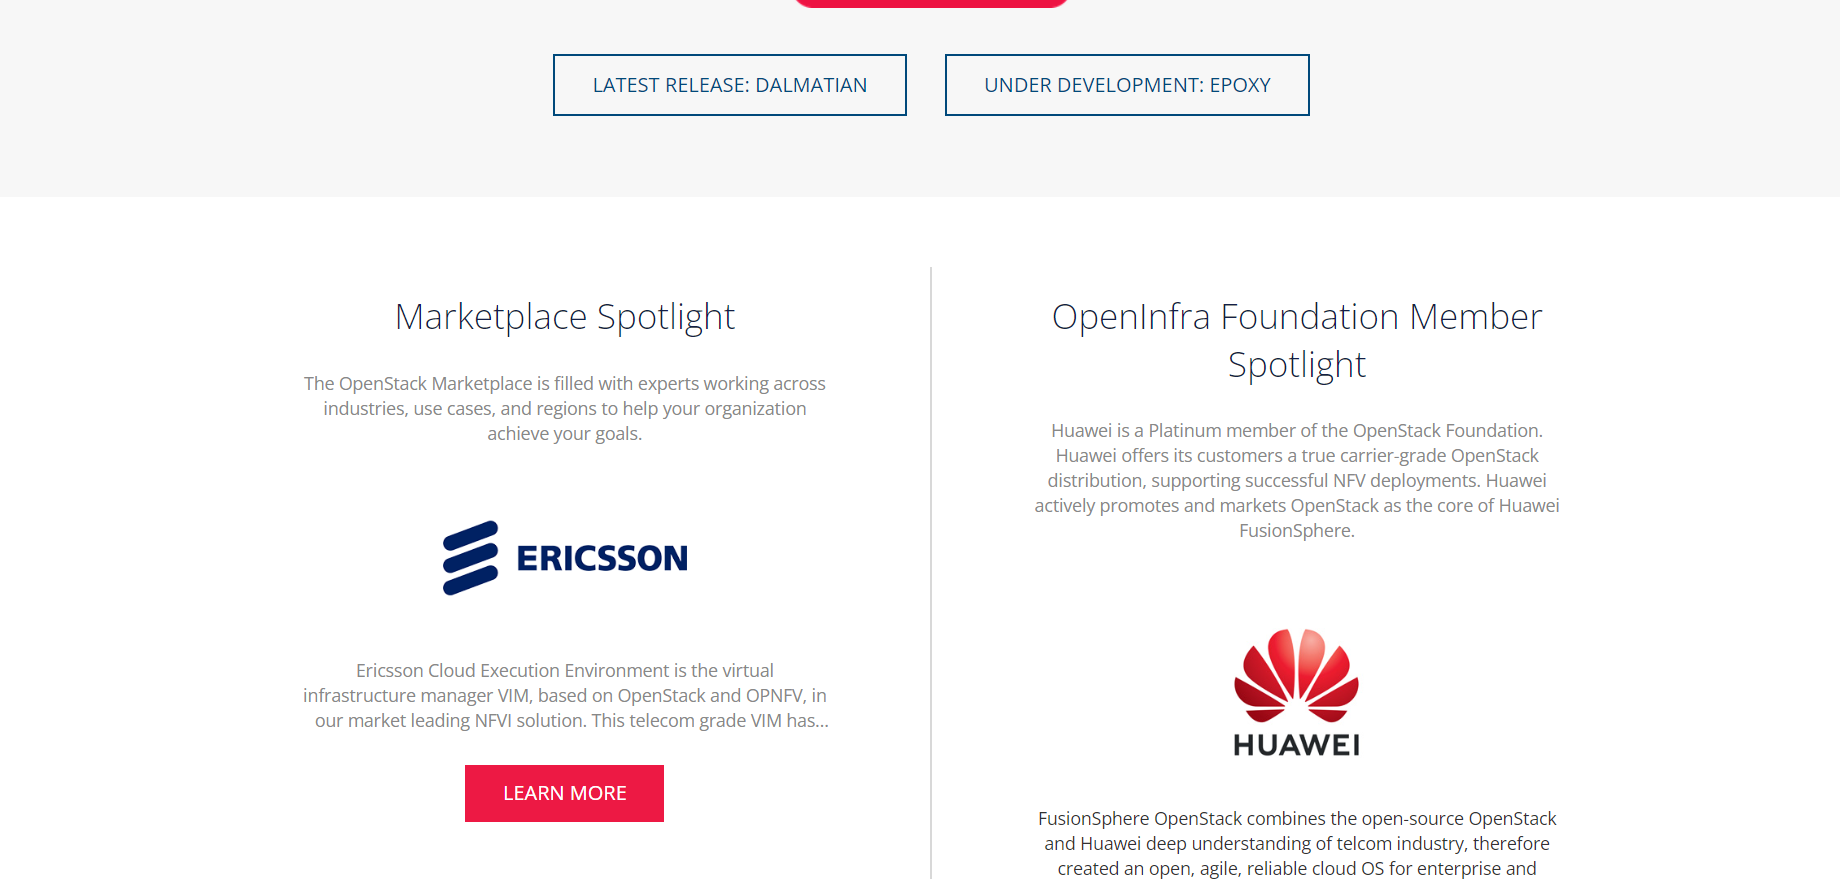 LATEST RELEASE: DALMATIAN
UNDER DEVELOPMENT: EPOXY
Marketplace Spotlight
The OpenStack Marketplace is filled with experts working across
industries, use cases, and regions to help your organization
achieve your goals.
ERICSSON
Ericsson Cloud Execution Environment is the virtual
infrastructure manager VIM, based on OpenStack and OPNFV, in
our market leading NFVI solution. This telecom grade VIM has...
LEARN MORE
OpenInfra Foundation Member
Spotlight
Huawei is a Platinum member of the OpenStack Foundation.
Huawei offers its customers a true carrier-grade OpenStack
distribution, supporting successful NFV deployments. Huawei
actively promotes and markets OpenStack as the core of Huawei
FusionSphere.
HUAWEI
FusionSphere OpenStack combines the open-source OpenStack
and Huawei deep understanding of telcom industry, therefore
created an open, agile, reliable cloud OS for enterprise and